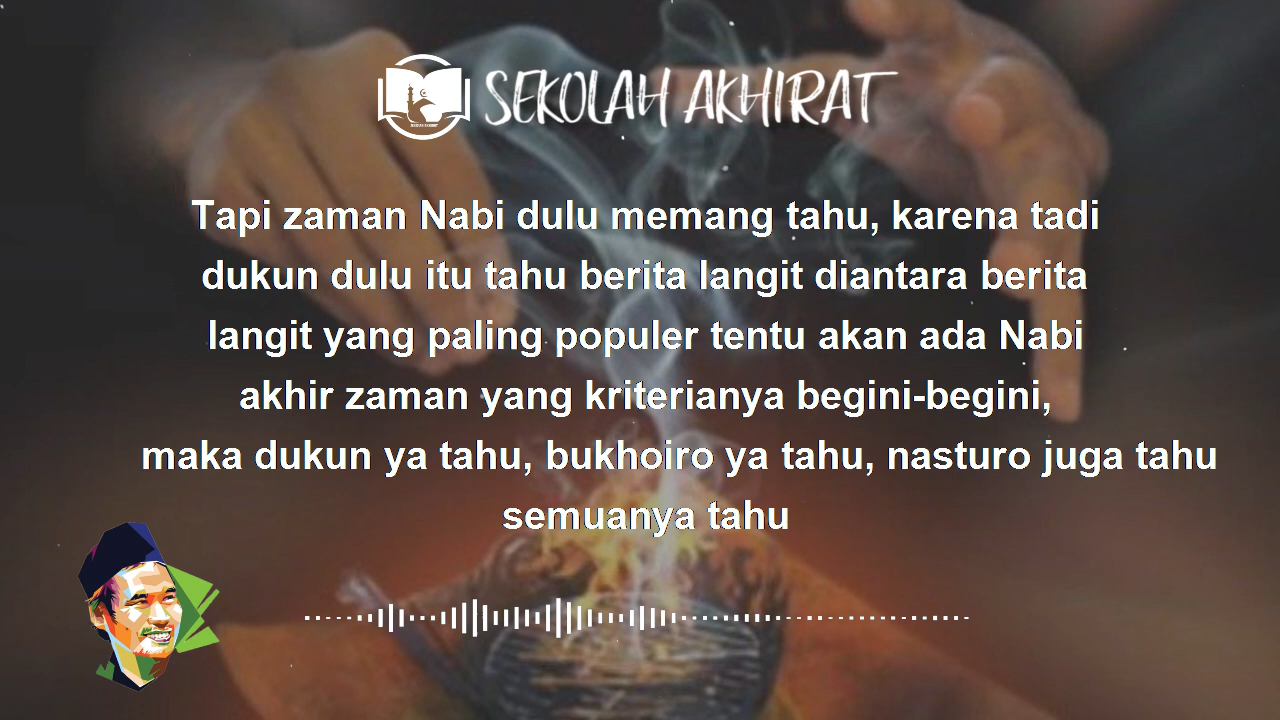 SEKOLAH AKHIRAT
Tapi zaman Nabi dulu memang tahu, karena tadi
dukun dulu itu tahu berita langit diantara berita
langit yang paling populer tentu akan ada Nabi
akhir zaman yang kriterianya begini-begini,
maka dukun ya tahu, bukhoiro ya tahu, nasturo juga tahu
semuanya tahu